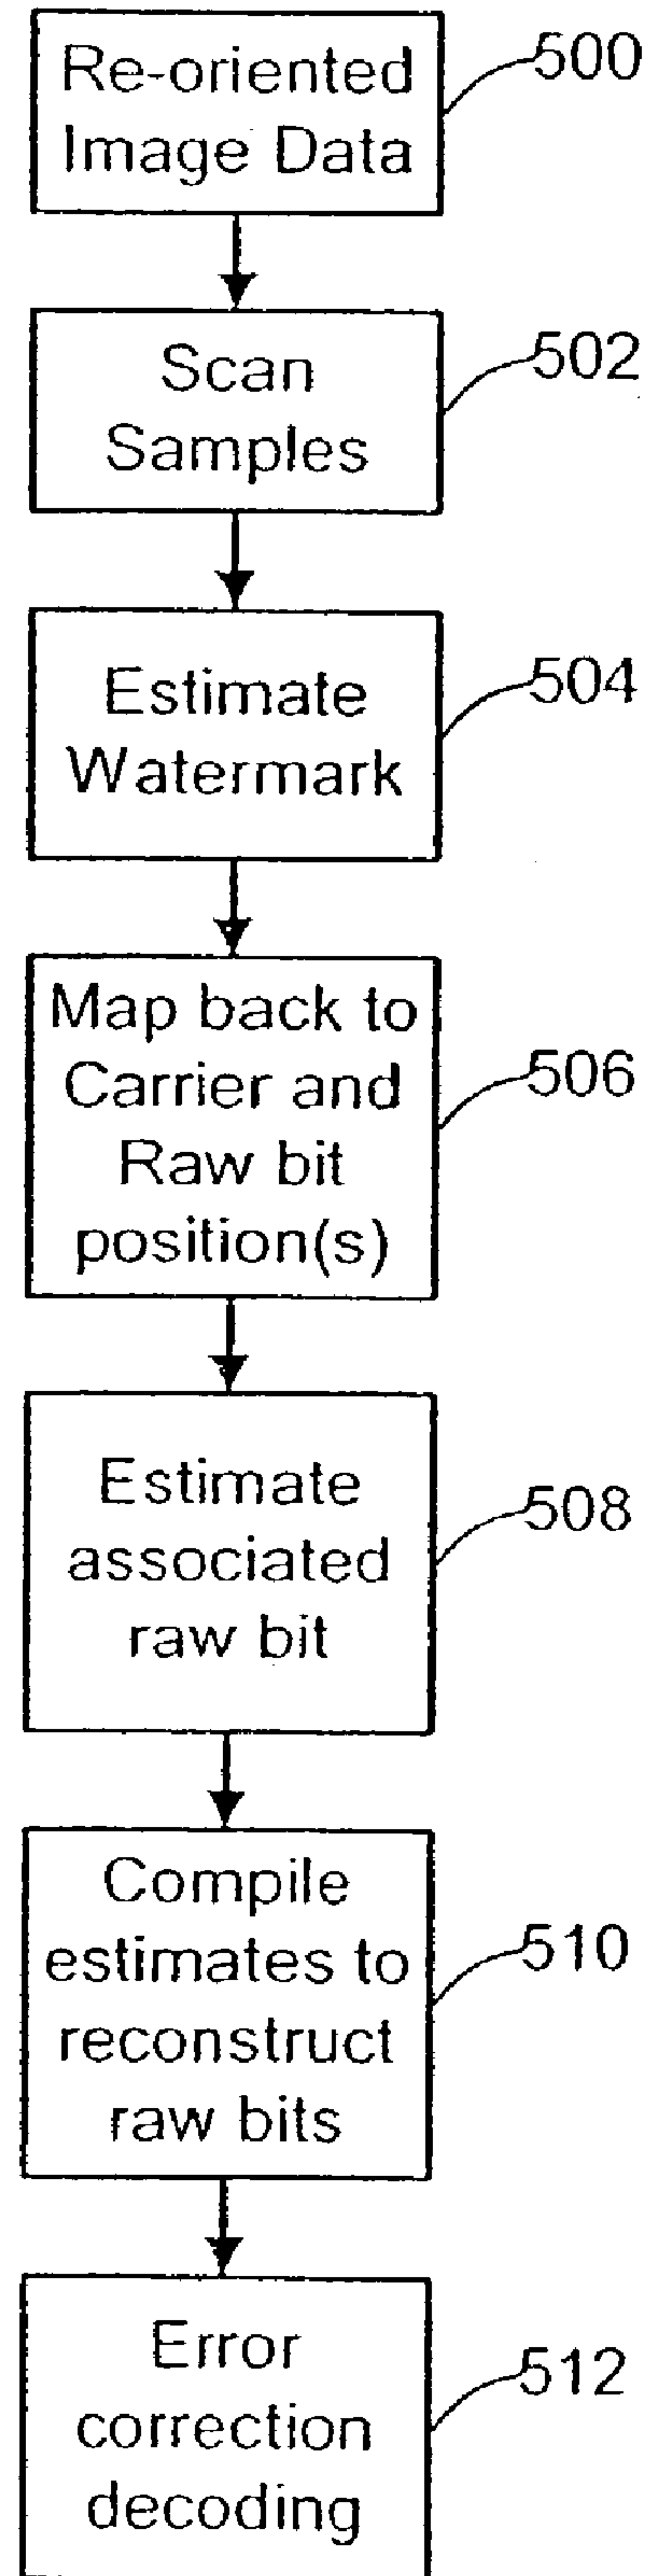 Re-oriented
Image Data
500
Scan
Samples
502
Estimate
Watermark
504
Map back to
Carrier and
Raw bit
position(s)
506
Estimate
associated
raw bit
508
Compile
estimates to
reconstruct
raw bits
510
Error
correction
decoding
512